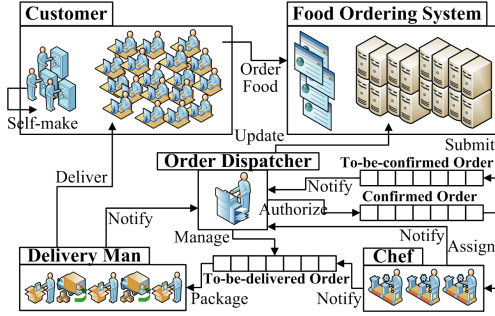 Customer
Food Ordering System
Order
Food
Self-make
Update
Submit
Order Dispatcher
To-be-confirmed Order
Deliver
Notify
Confirmed Order
Authorize
Notify
Notify
Assign
Manage
Delivery Man
Chef
To-be-delivered Order
Package
Notify